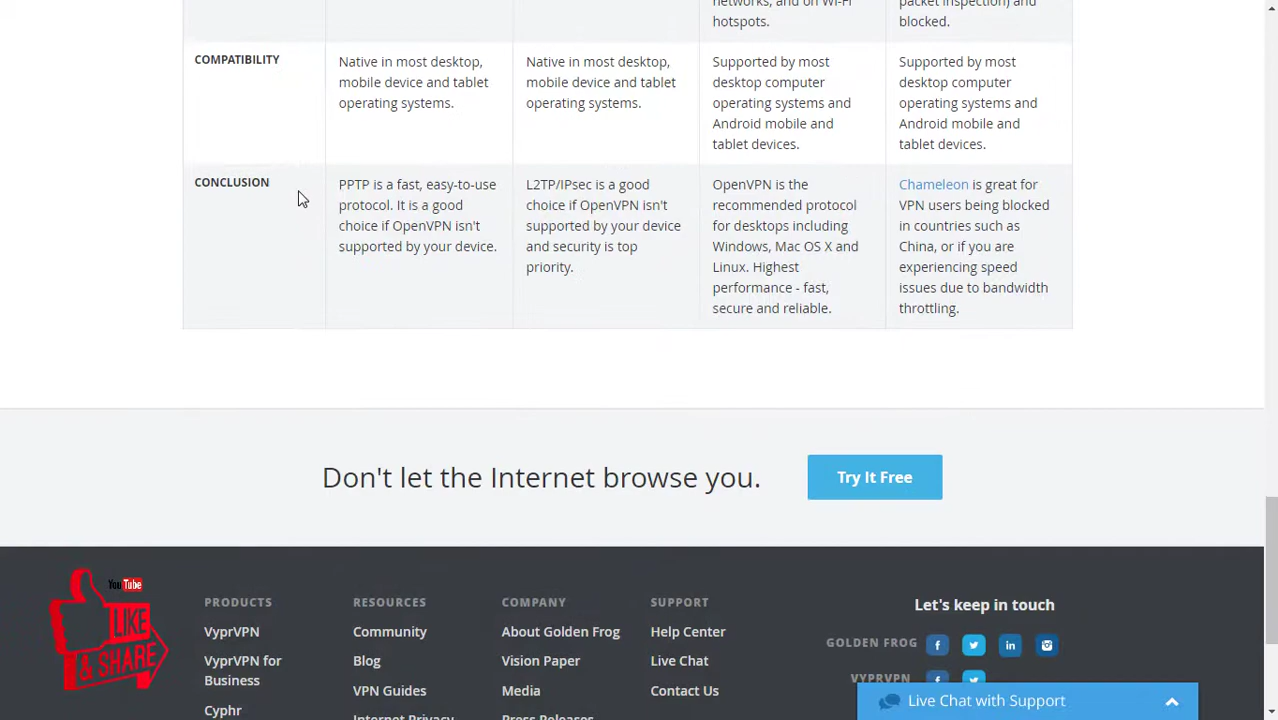 networks, and on Wi-Fi
hotspots.
packet inspection) and
blocked.
COMPATIBILITY
Native in most desktop,
mobile device and tablet
operating systems.
Native in most desktop,
mobile device and tablet
operating systems.
Supported by most
desktop computer
operating systems and
Android mobile and
tablet devices.
Supported by most
desktop computer
operating systems and
Android mobile and
tablet devices.
CONCLUSION
PPTP is a fast, easy-to-use
protocol. It is a good
choice if OpenVPN isn't
supported by your device.
L2TP/IPsec is a good
choice if OpenVPN isn't
supported by your device
and security is top
priority.
OpenVPN is the
recommended protocol
for desktops including
Windows, Mac OS X and
Linux. Highest
performance - fast,
secure and reliable.
Chameleon is great for
VPN users being blocked
in countries such as
China, or if you are
experiencing speed
issues due to bandwidth
throttling.
Don't let the Internet browse you.
Try It Free
You Tube
LIKE
& SHARE
PRODUCTS
VyprVPN
VyprVPN for
Business
Cyphr
RESOURCES
Community
Blog
VPN Guides
Internet Privacy
COMPANY
About Golden Frog
Vision Paper
Media
Press Releases
SUPPORT
Help Center
Live Chat
Contact Us
Let's keep in touch
GOLDEN FROG
VYPRVPN
Live Chat with Support